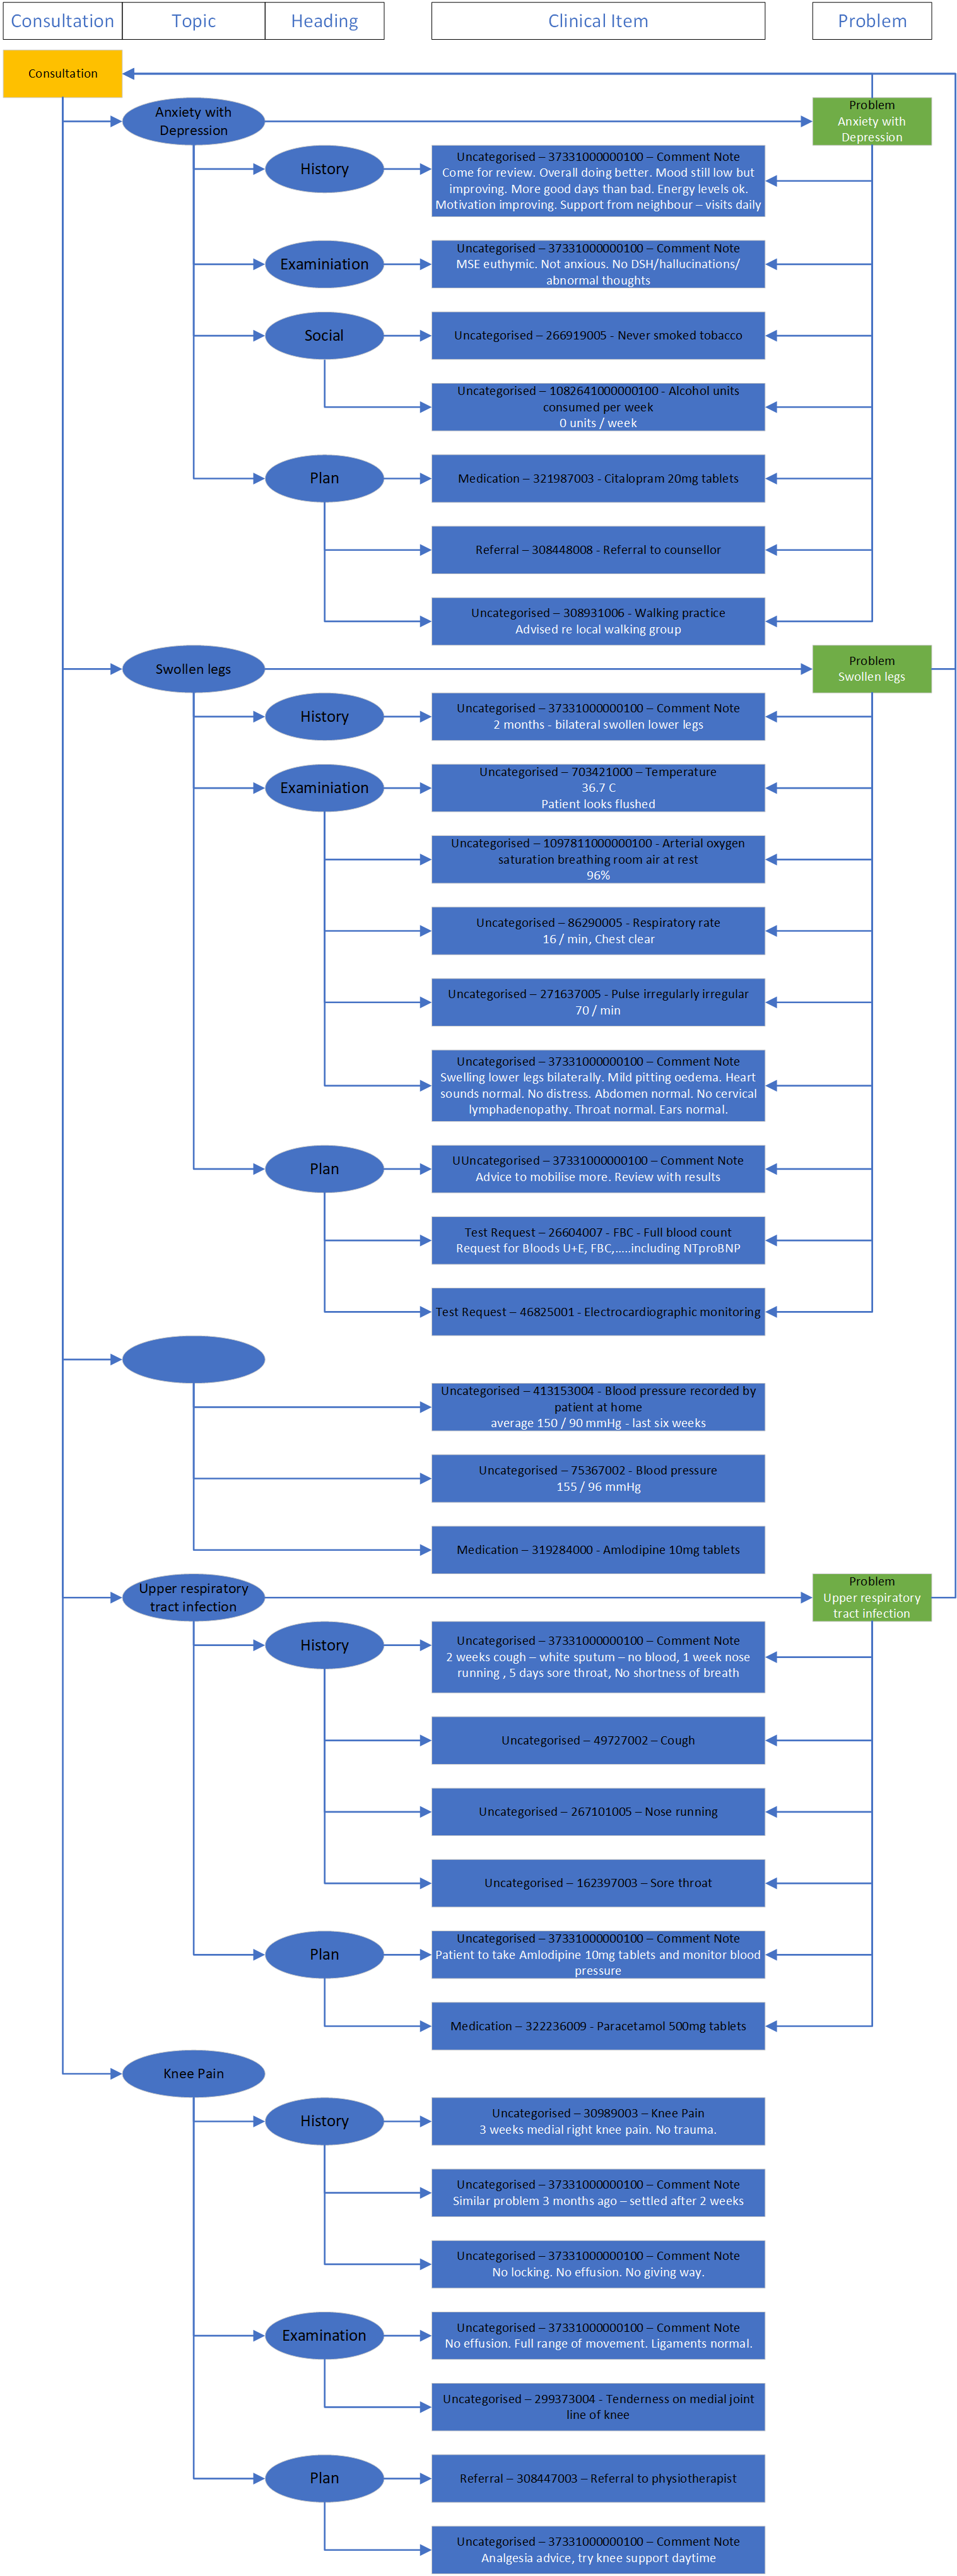 Consultation
Topic
Heading
Clinical Item
Problem
Consultation
Anxiety with
Depression
Problem
Anxiety with
Depression
History
Uncategorised – 37331000000100 – Comment Note
Come for review. Overall doing better. Mood still low but
improving. More good days than bad. Energy levels ok.
Motivation improving. Support from neighbour – visits daily
Examiniation
Uncategorised – 37331000000100 – Comment Note
MSE euthymic. Not anxious. No DSH/hallucinations/
abnormal thoughts
Social
Uncategorised – 266919005 - Never smoked tobacco
Uncategorised – 1082641000000100 - Alcohol units
consumed per week
0 units / week
Plan
Medication – 321987003 - Citalopram 20mg tablets
Referral – 308448008 - Referral to counsellor
Uncategorised – 308931006 - Walking practice
Advised re local walking group
Swollen legs
Problem
Swollen legs
History
Uncategorised – 37331000000100 – Comment Note
2 months - bilateral swollen lower legs
Examiniation
Uncategorised – 703421000 – Temperature
36.7 C
Patient looks flushed
Uncategorised – 1097811000000100 - Arterial oxygen
saturation breathing room air at rest
96%
Uncategorised – 86290005 - Respiratory rate
16 / min, Chest clear
Uncategorised – 271637005 - Pulse irregularly irregular
70 / min
Uncategorised – 37331000000100 – Comment Note
Swelling lower legs bilaterally. Mild pitting oedema. Heart
sounds normal. No distress. Abdomen normal. No cervical
lymphadenopathy. Throat normal. Ears normal.
Plan
UUncategorised – 37331000000100 – Comment Note
Advice to mobilise more. Review with results
Test Request – 26604007 - FBC - Full blood count
Request for Bloods U+E, FBC,.....including NTproBNP
Test Request – 46825001 - Electrocardiographic monitoring
Uncategorised – 413153004 - Blood pressure recorded by
patient at home
average 150 / 90 mmHg - last six weeks
Uncategorised – 75367002 - Blood pressure
155 / 96 mmHg
Medication – 319284000 - Amlodipine 10mg tablets
Upper respiratory
tract infection
Problem
Upper respiratory
tract infection
History
Uncategorised – 37331000000100 – Comment Note
2 weeks cough – white sputum – no blood, 1 week nose
running , 5 days sore throat, No shortness of breath
Uncategorised – 49727002 – Cough
Uncategorised – 267101005 – Nose running
Uncategorised – 162397003 – Sore throat
Plan
Uncategorised – 37331000000100 – Comment Note
Patient to take Amlodipine 10mg tablets and monitor blood
pressure
Medication – 322236009 - Paracetamol 500mg tablets
Knee Pain
History
Uncategorised – 30989003 – Knee Pain
3 weeks medial right knee pain. No trauma.
Uncategorised – 37331000000100 – Comment Note
Similar problem 3 months ago – settled after 2 weeks
Uncategorised – 37331000000100 – Comment Note
No locking. No effusion. No giving way.
Examination
Uncategorised – 37331000000100 – Comment Note
No effusion. Full range of movement. Ligaments normal.
Uncategorised – 299373004 - Tenderness on medial joint
line of knee
Plan
Referral – 308447003 – Referral to physiotherapist
Uncategorised – 37331000000100 – Comment Note
Analgesia advice, try knee support daytime